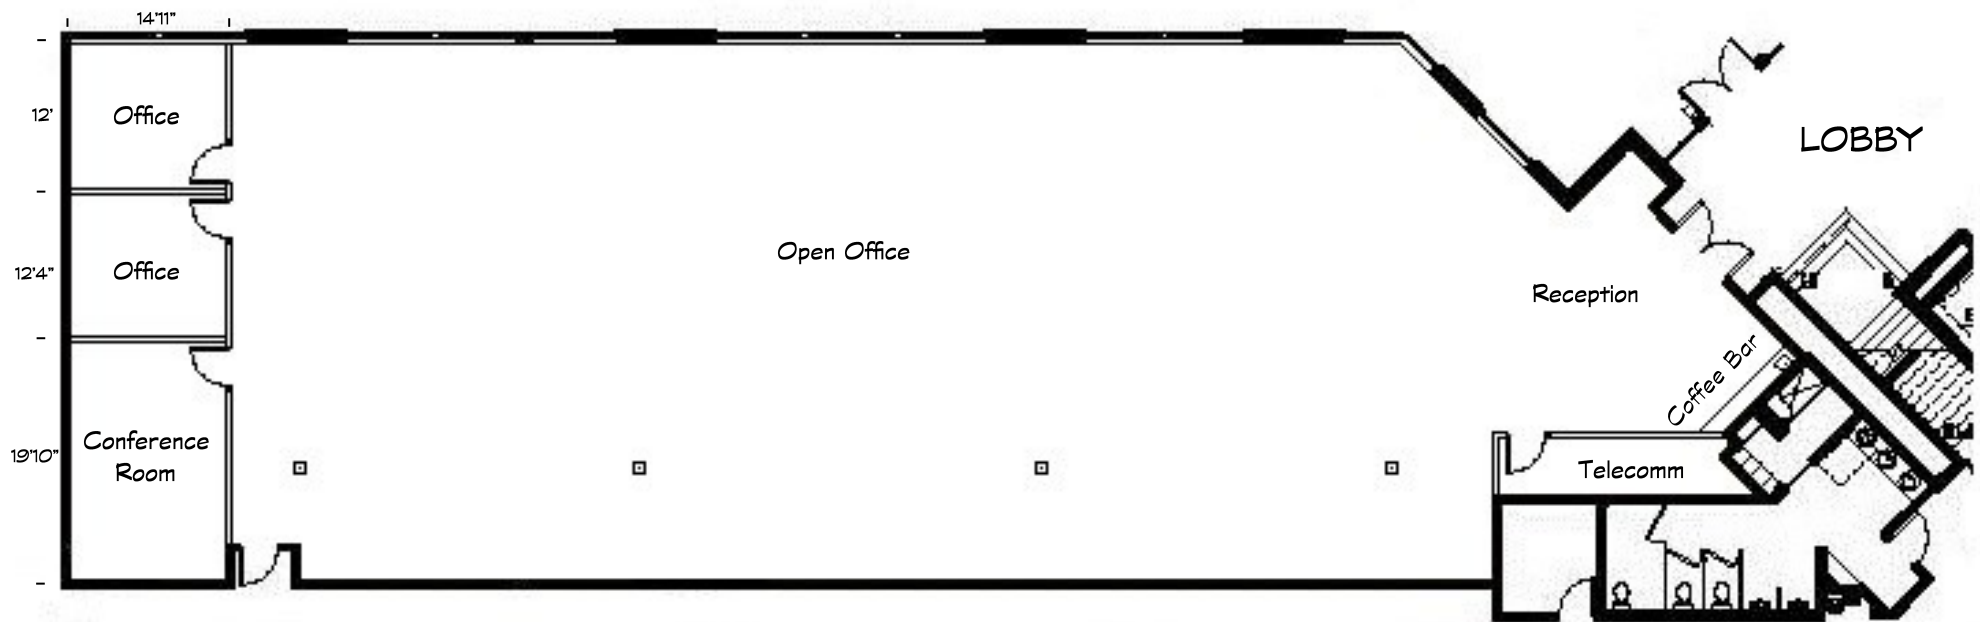 14'11"
12'
Office
LOBBY
Open Office
12'4"
Office
Reception
Coffee Bar
Conference
Room
19'10"
Telecomm